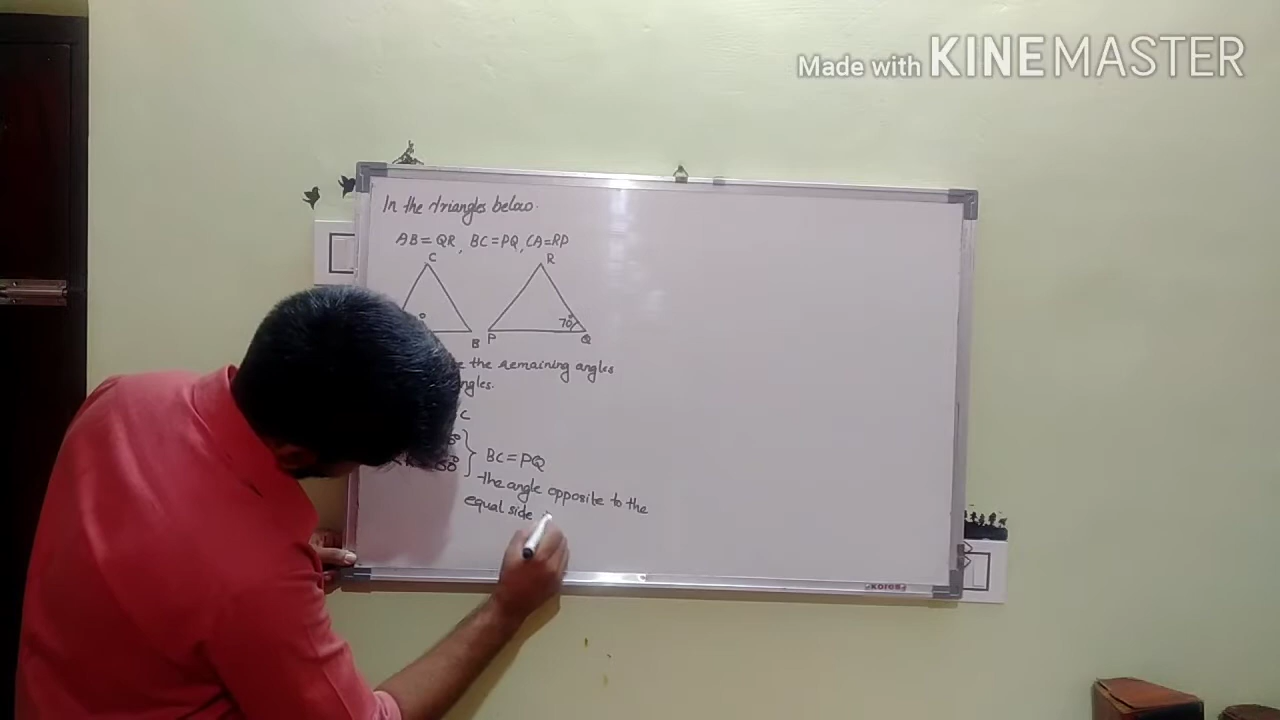 Made with KINEMASTER
In the triangles below.
AB = QR, BC = PQ, CA = RP
C
R
70°
B P
Q
the remaining angles
C
BC = PQ
the angle opposite to the
equal side
KORES